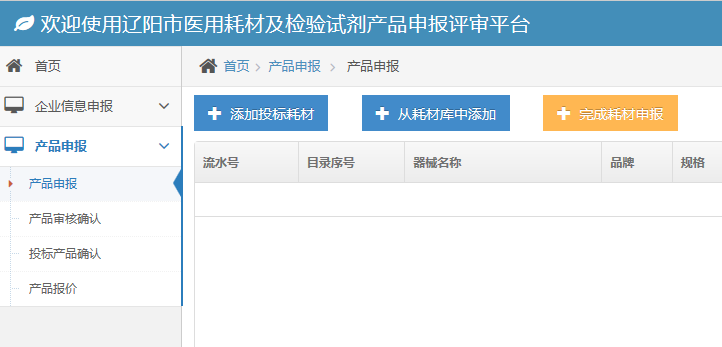 欢迎使用辽阳市医用耗材及检验试剂产品申报评审平台
首页
首页 > 产品申报 > 产品申报
企业信息申报
添加投标耗材 从耗材库中添加 完成耗材申报
产品申报
流水号 目录序号 器械名称 品牌 规格
产品申报
产品审核确认
投标产品确认
产品报价